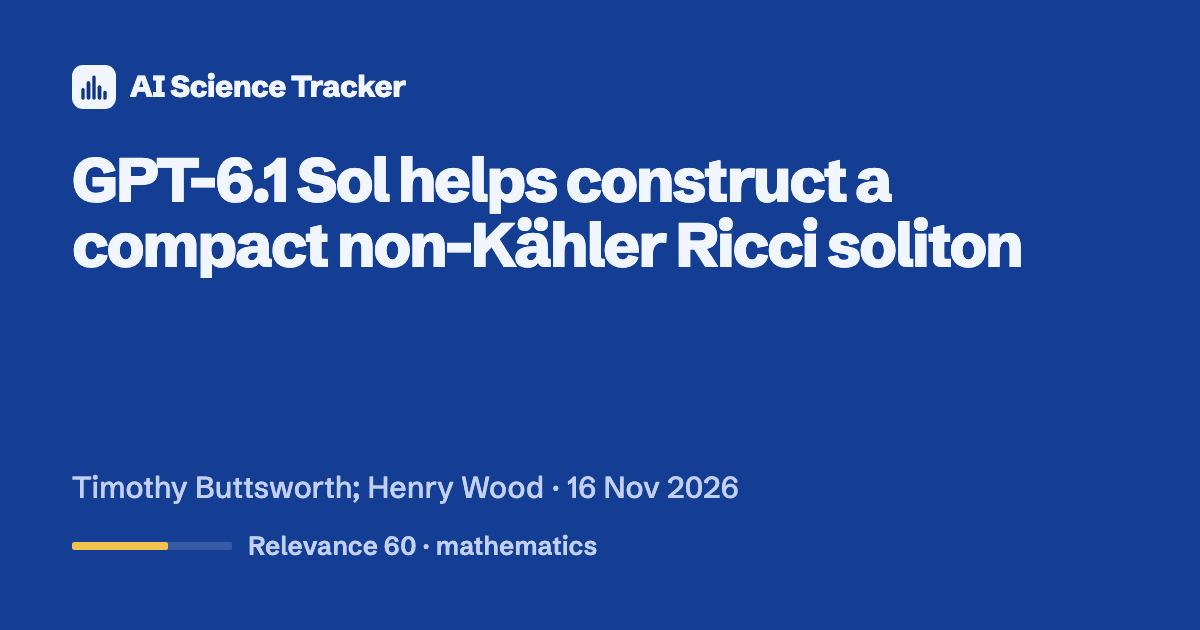 AI Science Tracker
GPT-6.1 Sol helps construct a
compact non-Kähler Ricci soliton
Timothy Buttsworth; Henry Wood · 16 Nov 2026
Relevance 60 · mathematics